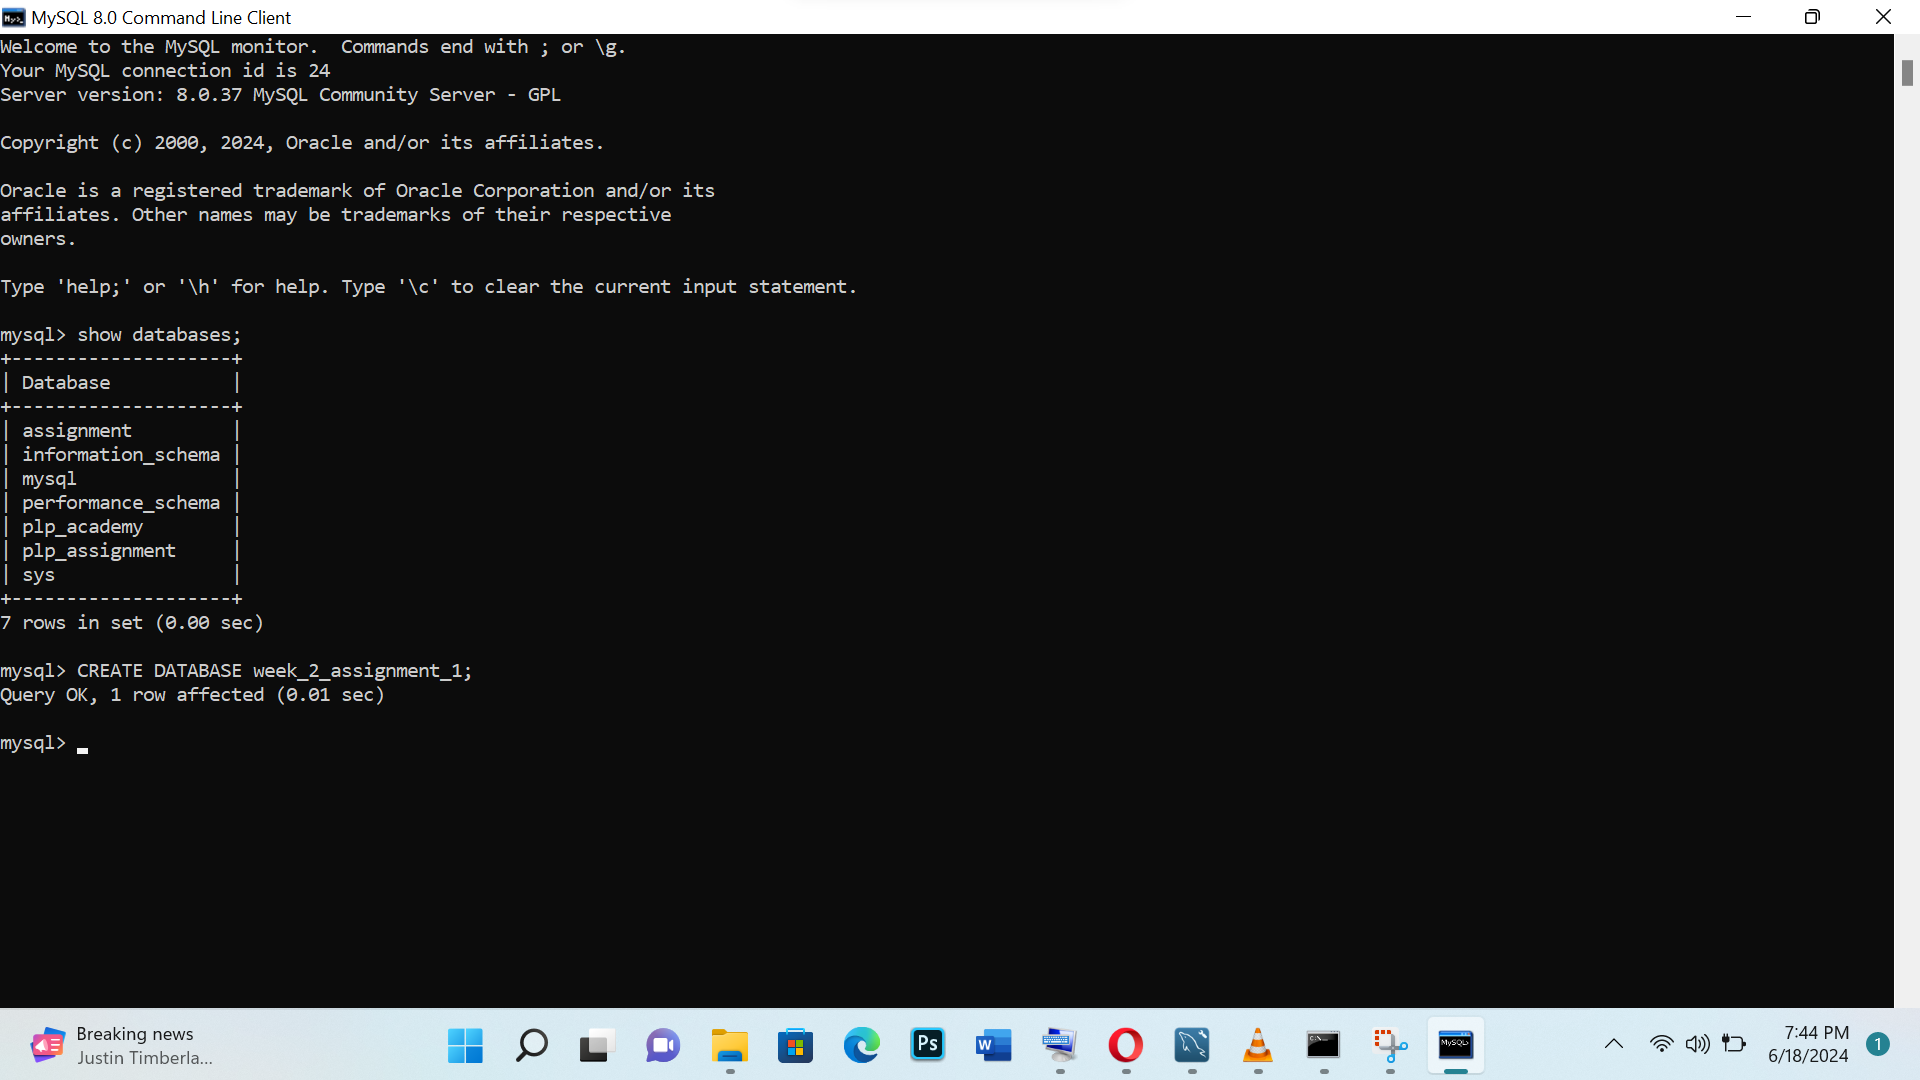 MySQL 8.0 Command Line Client
Welcome to the MySQL monitor.  Commands end with ; or \g.
Your MySQL connection id is 24
Server version: 8.0.37 MySQL Community Server - GPL
Copyright (c) 2000, 2024, Oracle and/or its affiliates.
Oracle is a registered trademark of Oracle Corporation and/or its
affiliates. Other names may be trademarks of their respective
owners.
Type 'help;' or '\h' for help. Type '\c' to clear the current input statement.
mysql> show databases;
+--------------------+
| Database           |
+--------------------+
| assignment         |
| information_schema |
| mysql              |
| performance_schema |
| plp_academy        |
| plp_assignment     |
| sys                |
+--------------------+
7 rows in set (0.00 sec)
mysql> CREATE DATABASE week_2_assignment_1;
Query OK, 1 row affected (0.01 sec)
mysql>
Breaking news
Justin Timberla...
Ps
W
MySQL>
7:44 PM
6/18/2024
1